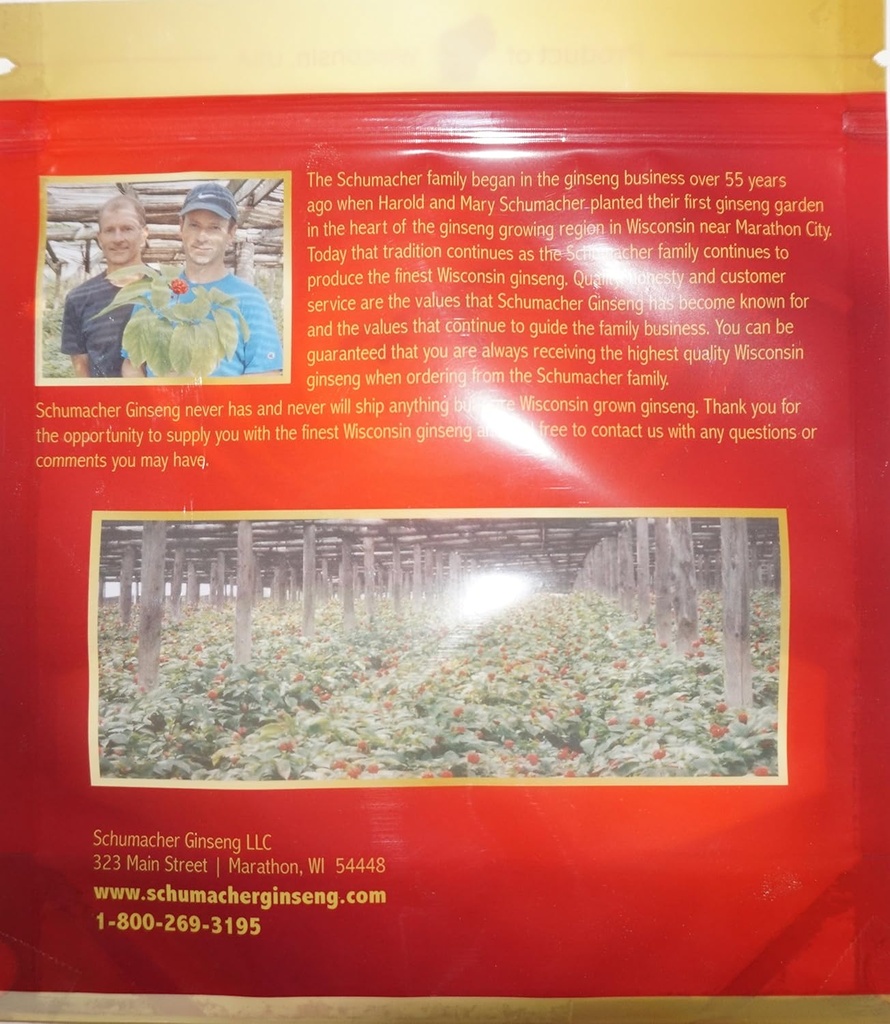 The Schumacher family began in the ginseng business over 55 years
ago when Harold and Mary Schumacher planted their first ginseng garden
in the heart of the ginseng growing region in Wisconsin near Marathon City.
Today that tradition continues as the Schumacher family continues to
produce the finest Wisconsin ginseng. Quality, honesty and customer
service are the values that Schumacher Ginseng has become known for
and the values that continue to guide the family business. You can be
guaranteed that you are always receiving the highest quality Wisconsin
ginseng when ordering from the Schumacher family.
Schumacher Ginseng never has and never will ship anything Wisconsin grown ginseng. Thank you for
the opportunity to supply you with the finest Wisconsin ginseng free to contact us with any questions or
comments you may have.
Schumacher Ginseng LLC
323 Main Street | Marathon, WI 54448
www.schumacherginseng.com
1-800-269-3195